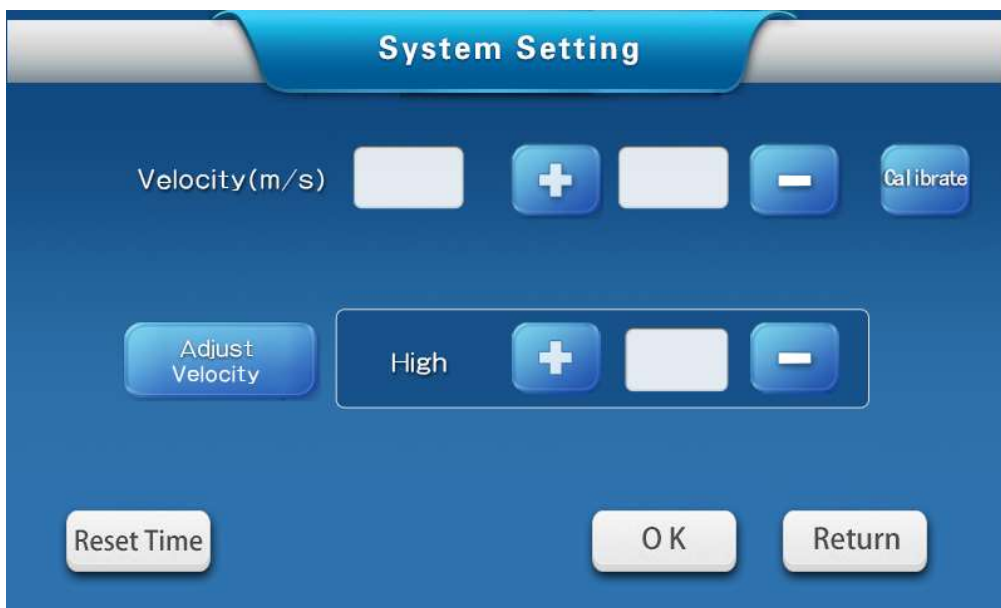 System Setting
Velocity(m/s)
Calibrate
Adjust
Velocity
High
Reset Time
OK
Return